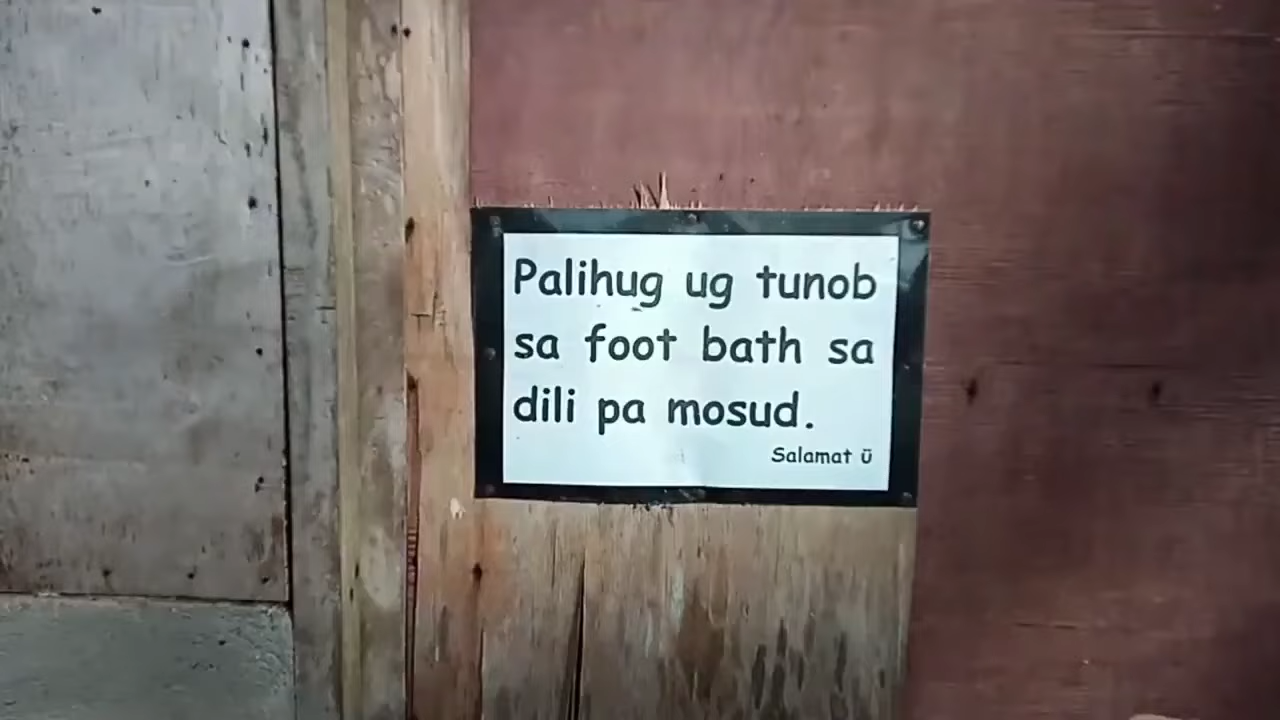 Palihug ug tunob
sa foot bath sa
dili pa mosud.
Salamat ü